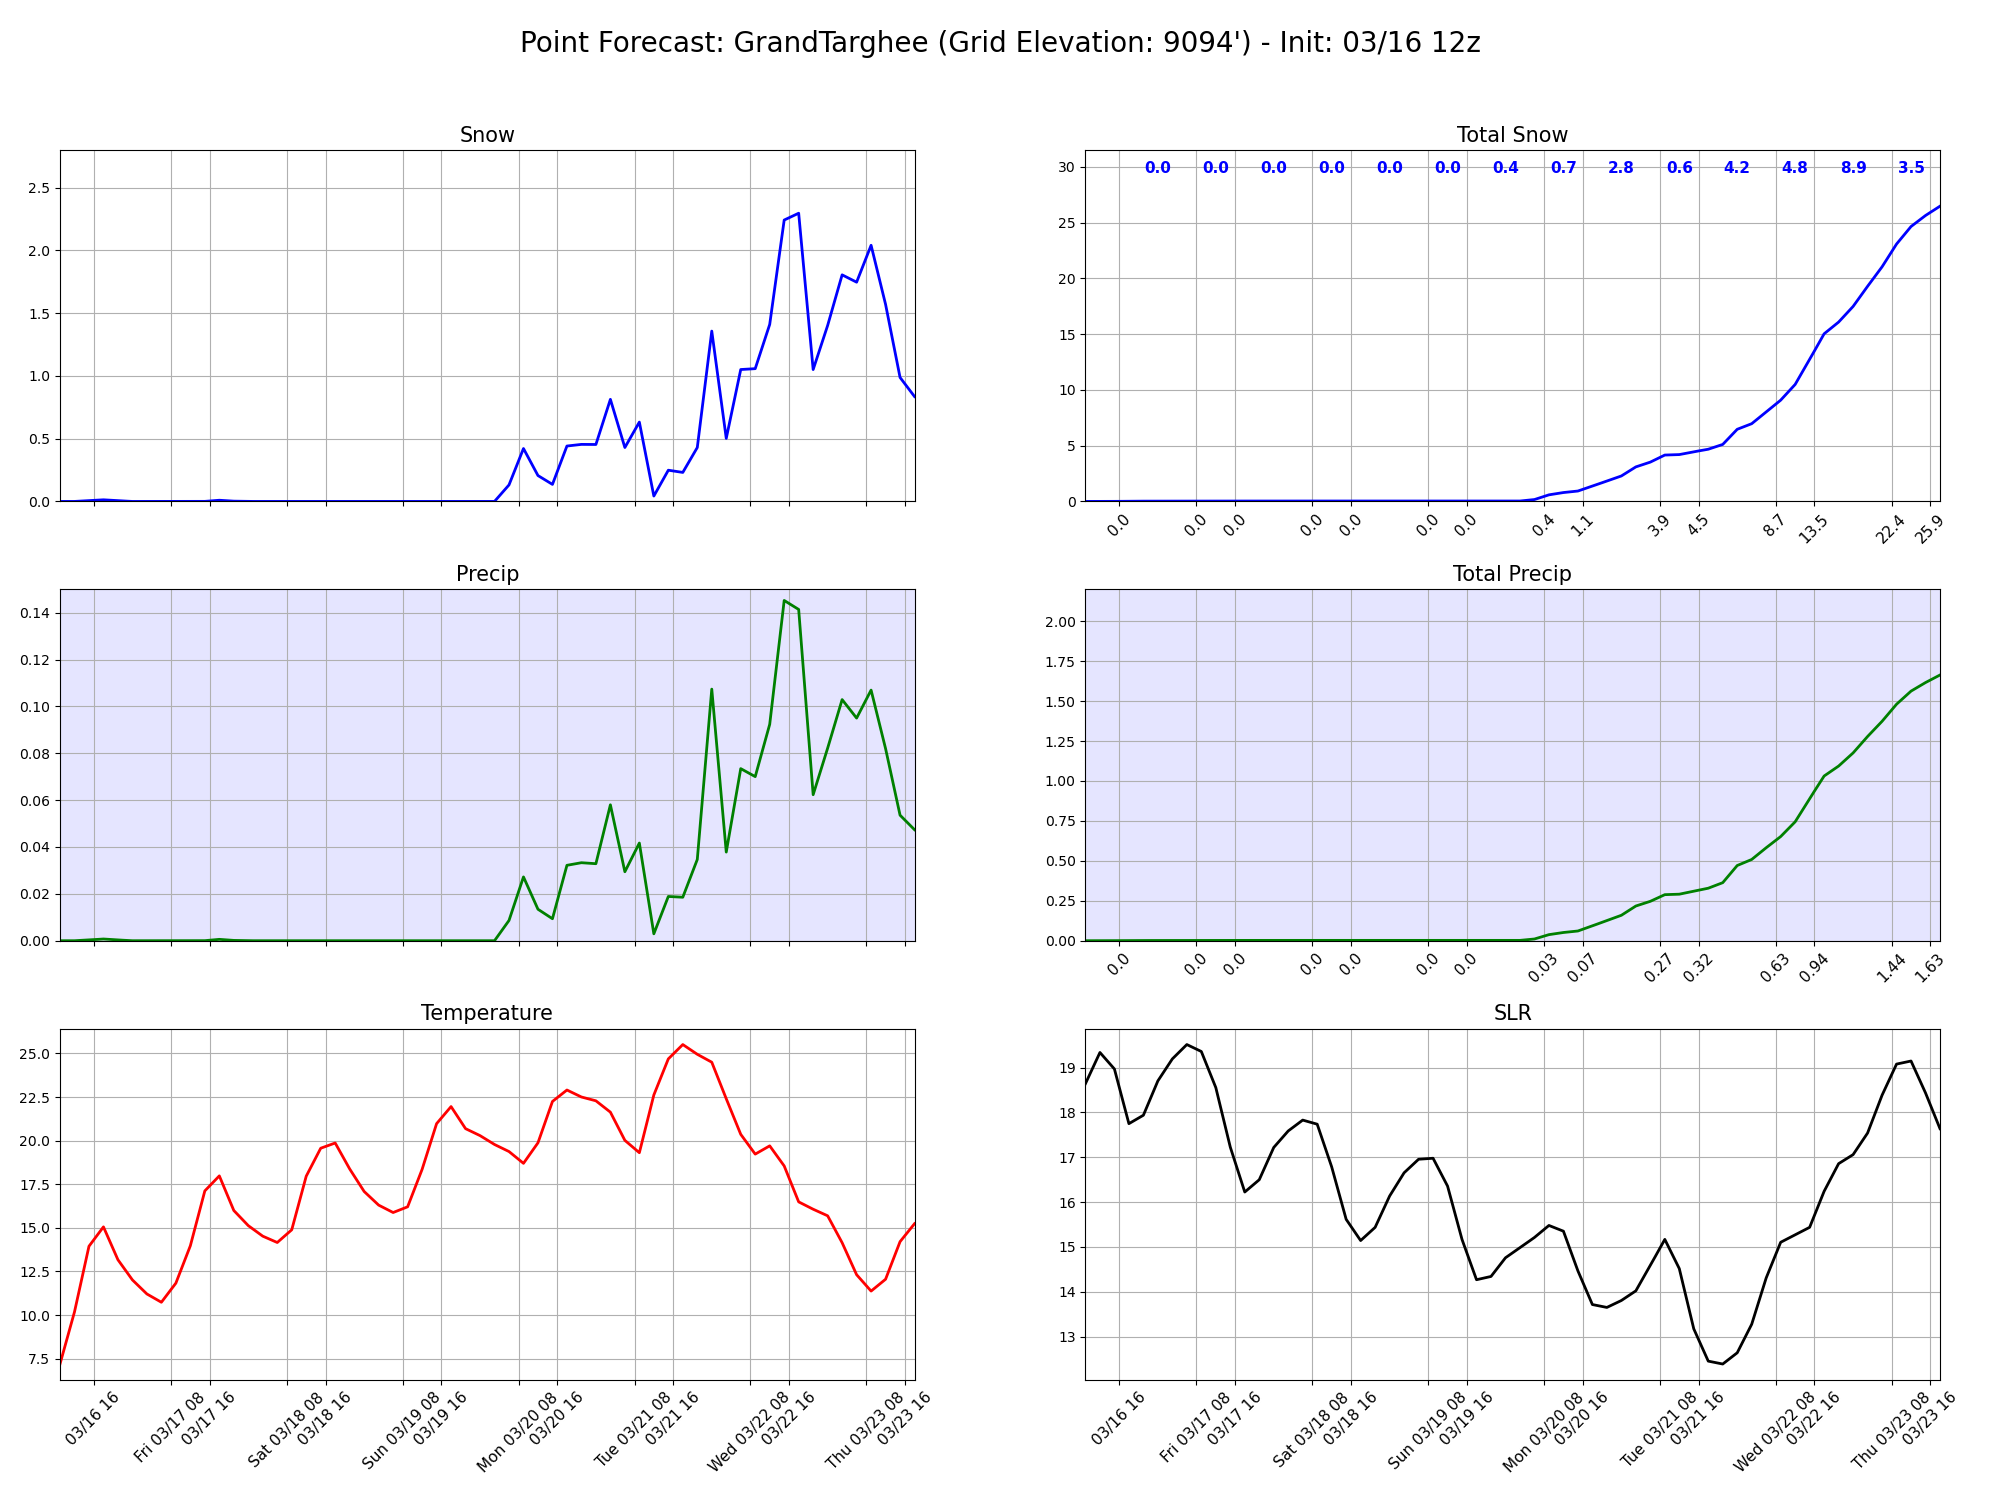 Point Forecast: GrandTarghee (Grid Elevation: 9094') - Init: 03/16 12z
Snow
2.5
2.0
1.5
1.0
0.5
0.0
Total Snow
0.0 0.0 0.0 0.0 0.0 0.0 0.4 0.7 2.8 0.6 4.2 4.8 8.9 3.5
30
25
20
15
10
5
0
0.0 0.0 0.0 0.0 0.0 0.0 0.0 0.4 1.1 3.9 4.5 8.7 13.5 22.4 25.9
Precip
0.14
0.12
0.10
0.08
0.06
0.04
0.02
0.00
Total Precip
2.00
1.75
1.50
1.25
1.00
0.75
0.50
0.25
0.00
0.0 0.0 0.0 0.0 0.0 0.0 0.0 0.03 0.07 0.27 0.32 0.63 0.94 1.44 1.63
Temperature
25.0
22.5
20.0
17.5
15.0
12.5
10.0
7.5
03/16 16
Fri 03/17 08
03/17 16
Sat 03/18 08
03/18 16
Sun 03/19 08
03/19 16
Mon 03/20 08
03/20 16
Tue 03/21 08
03/21 16
Wed 03/22 08
03/22 16
Thu 03/23 08
03/23 16
SLR
19
18
17
16
15
14
13
03/16 16
Fri 03/17 08
03/17 16
Sat 03/18 08
03/18 16
Sun 03/19 08
03/19 16
Mon 03/20 08
03/20 16
Tue 03/21 08
03/21 16
Wed 03/22 08
03/22 16
Thu 03/23 08
03/23 16